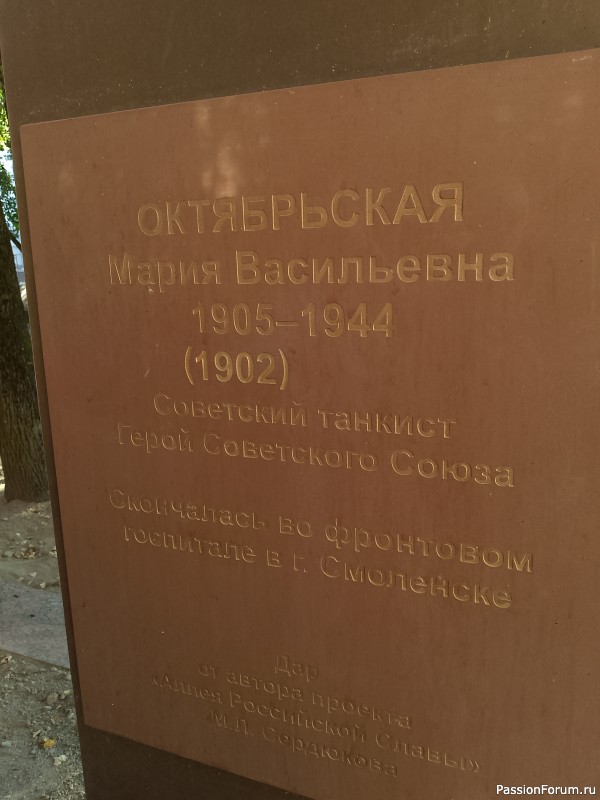 ОКТЯБРЬСКАЯ
Мария Васильевна
1905–1944
(1902)
Советский танкист
Герой Советского Союза
Скончалась во фронтовом
госпитале в г. Смоленске
Дар
от автора проекта
«Аллея Российской Славы»
М.Л. Сердюкова
PassionForum.ru